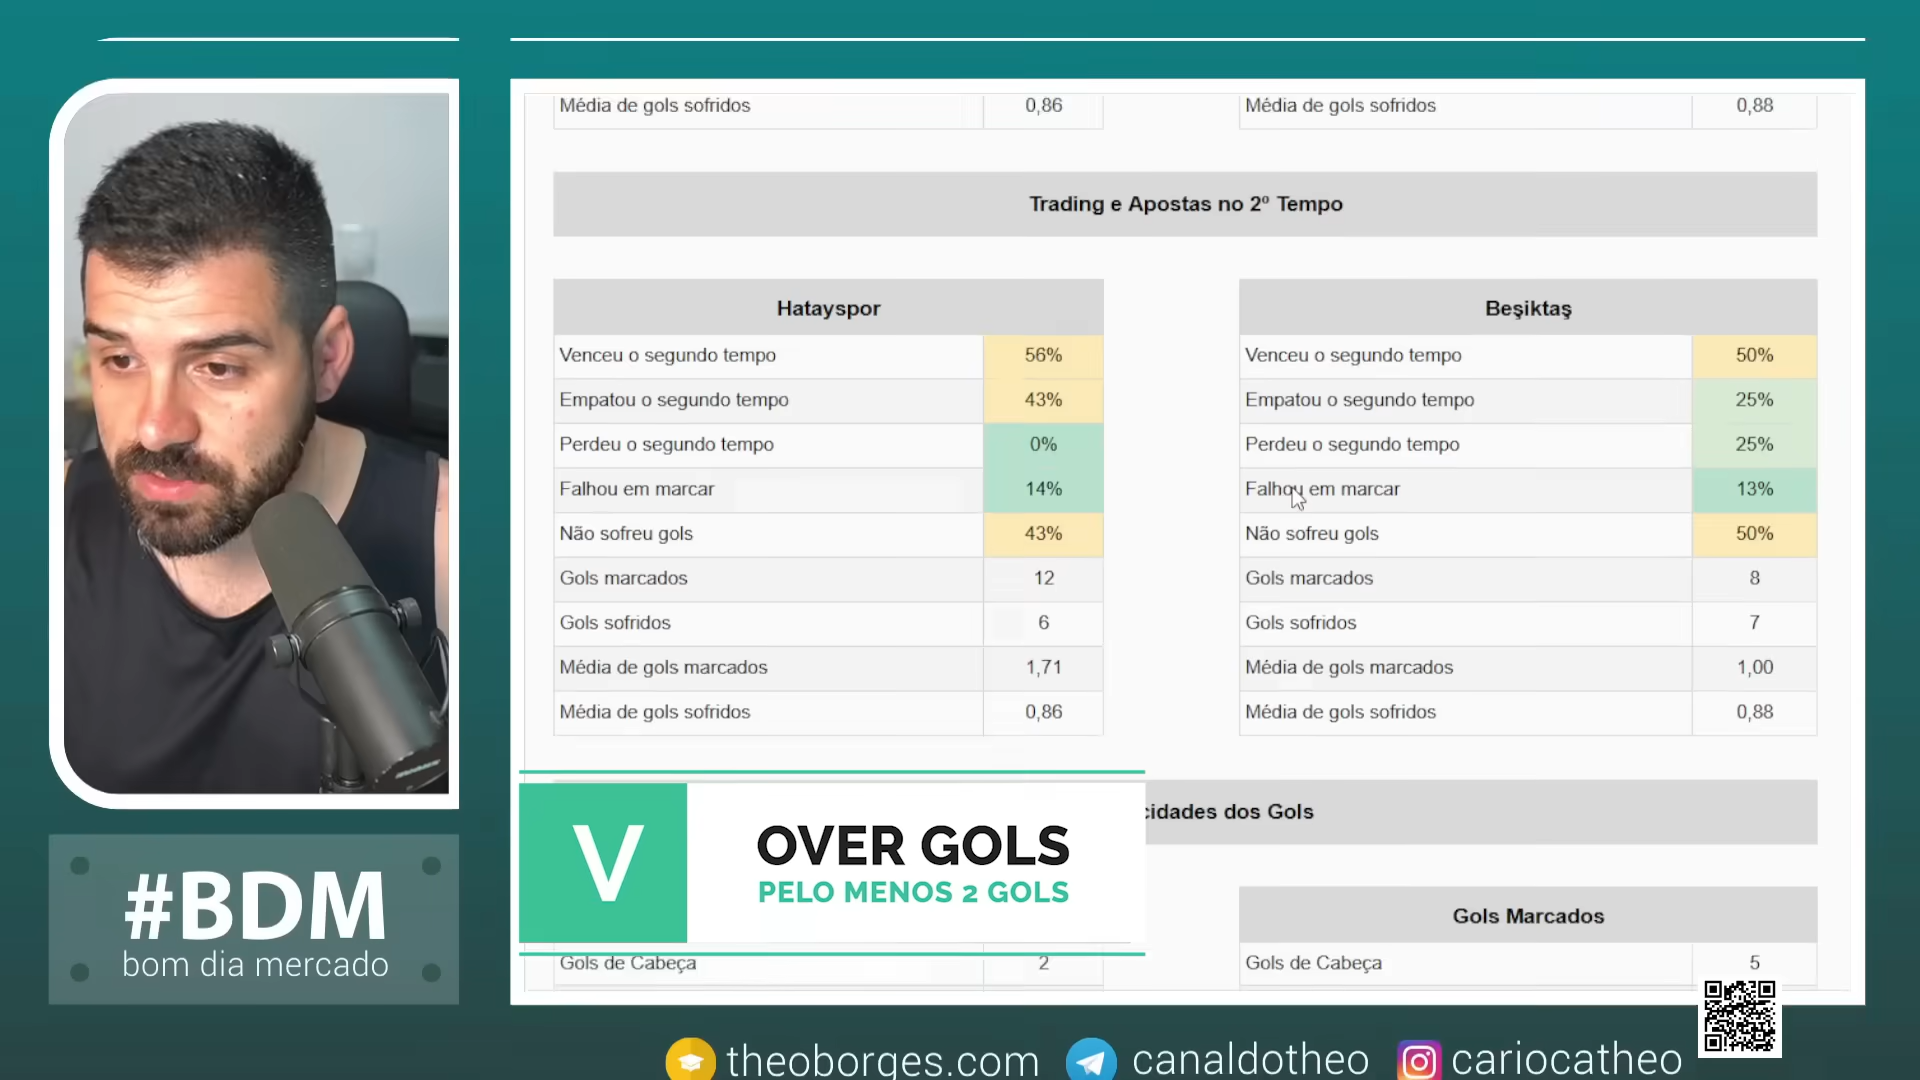 Média de gols sofridos 0,86
Média de gols sofridos 0,88
Trading e Apostas no 2º Tempo
Hatayspor
Venceu o segundo tempo 56%
Empatou o segundo tempo 43%
Perdeu o segundo tempo 0%
Falhou em marcar 14%
Não sofreu gols 43%
Gols marcados 12
Gols sofridos 6
Média de gols marcados 1,71
Média de gols sofridos 0,86
Beşiktaş
Venceu o segundo tempo 50%
Empatou o segundo tempo 25%
Perdeu o segundo tempo 25%
Falhou em marcar 13%
Não sofreu gols 50%
Gols marcados 8
Gols sofridos 7
Média de gols marcados 1,00
Média de gols sofridos 0,88
cidades dos Gols
V
OVER GOLS
PELO MENOS 2 GOLS
Gols de Cabeça 2
Gols Marcados
Gols de Cabeça 5
#BDM
bom dia mercado
theoborges.com
canaldotheo
cariocatheo